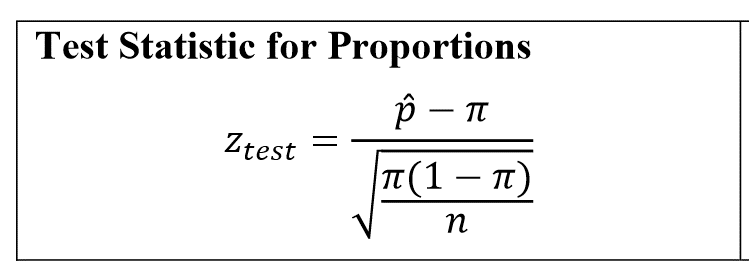 Test Statistic for Proportions
z_test = (p̂ − π) / √(π(1 − π) / n)